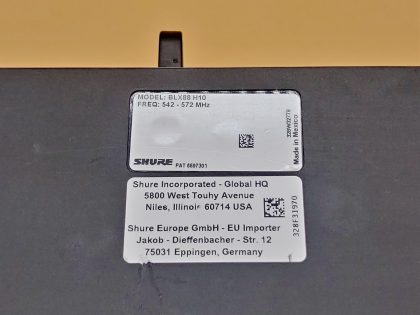 MODEL: BLX88 H10
FREQ: 542 - 572 MHz
SHURE
PAT 6597301
Made in Mexico
Shure Incorporated - Global HQ
5800 West Touhy Avenue
Niles, Illinois 60714 USA
328F31970
Shure Europe GmbH - EU Importer
Jakob - Dieffenbacher - Str. 12
75031 Eppingen, Germany